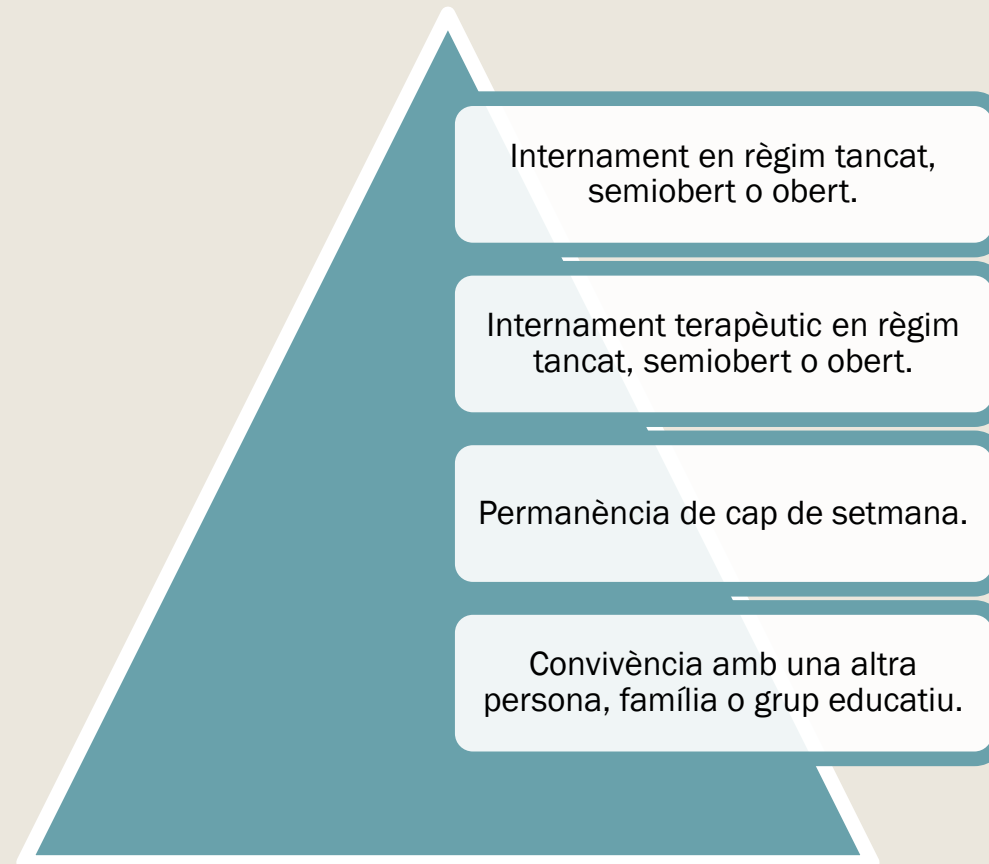 Internament en règim tancat,
semiobert o obert.
Internament terapèutic en règim
tancat, semiobert o obert.
Permanència de cap de setmana.
Convivència amb una altra
persona, família o grup educatiu.